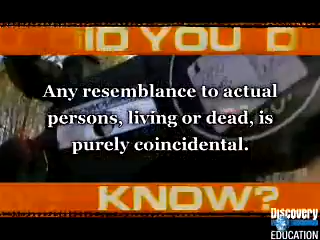 ID YOU D
Any resemblance to actual
persons, living or dead, is
purely coincidental.
KNOW?
Discovery
EDUCATION